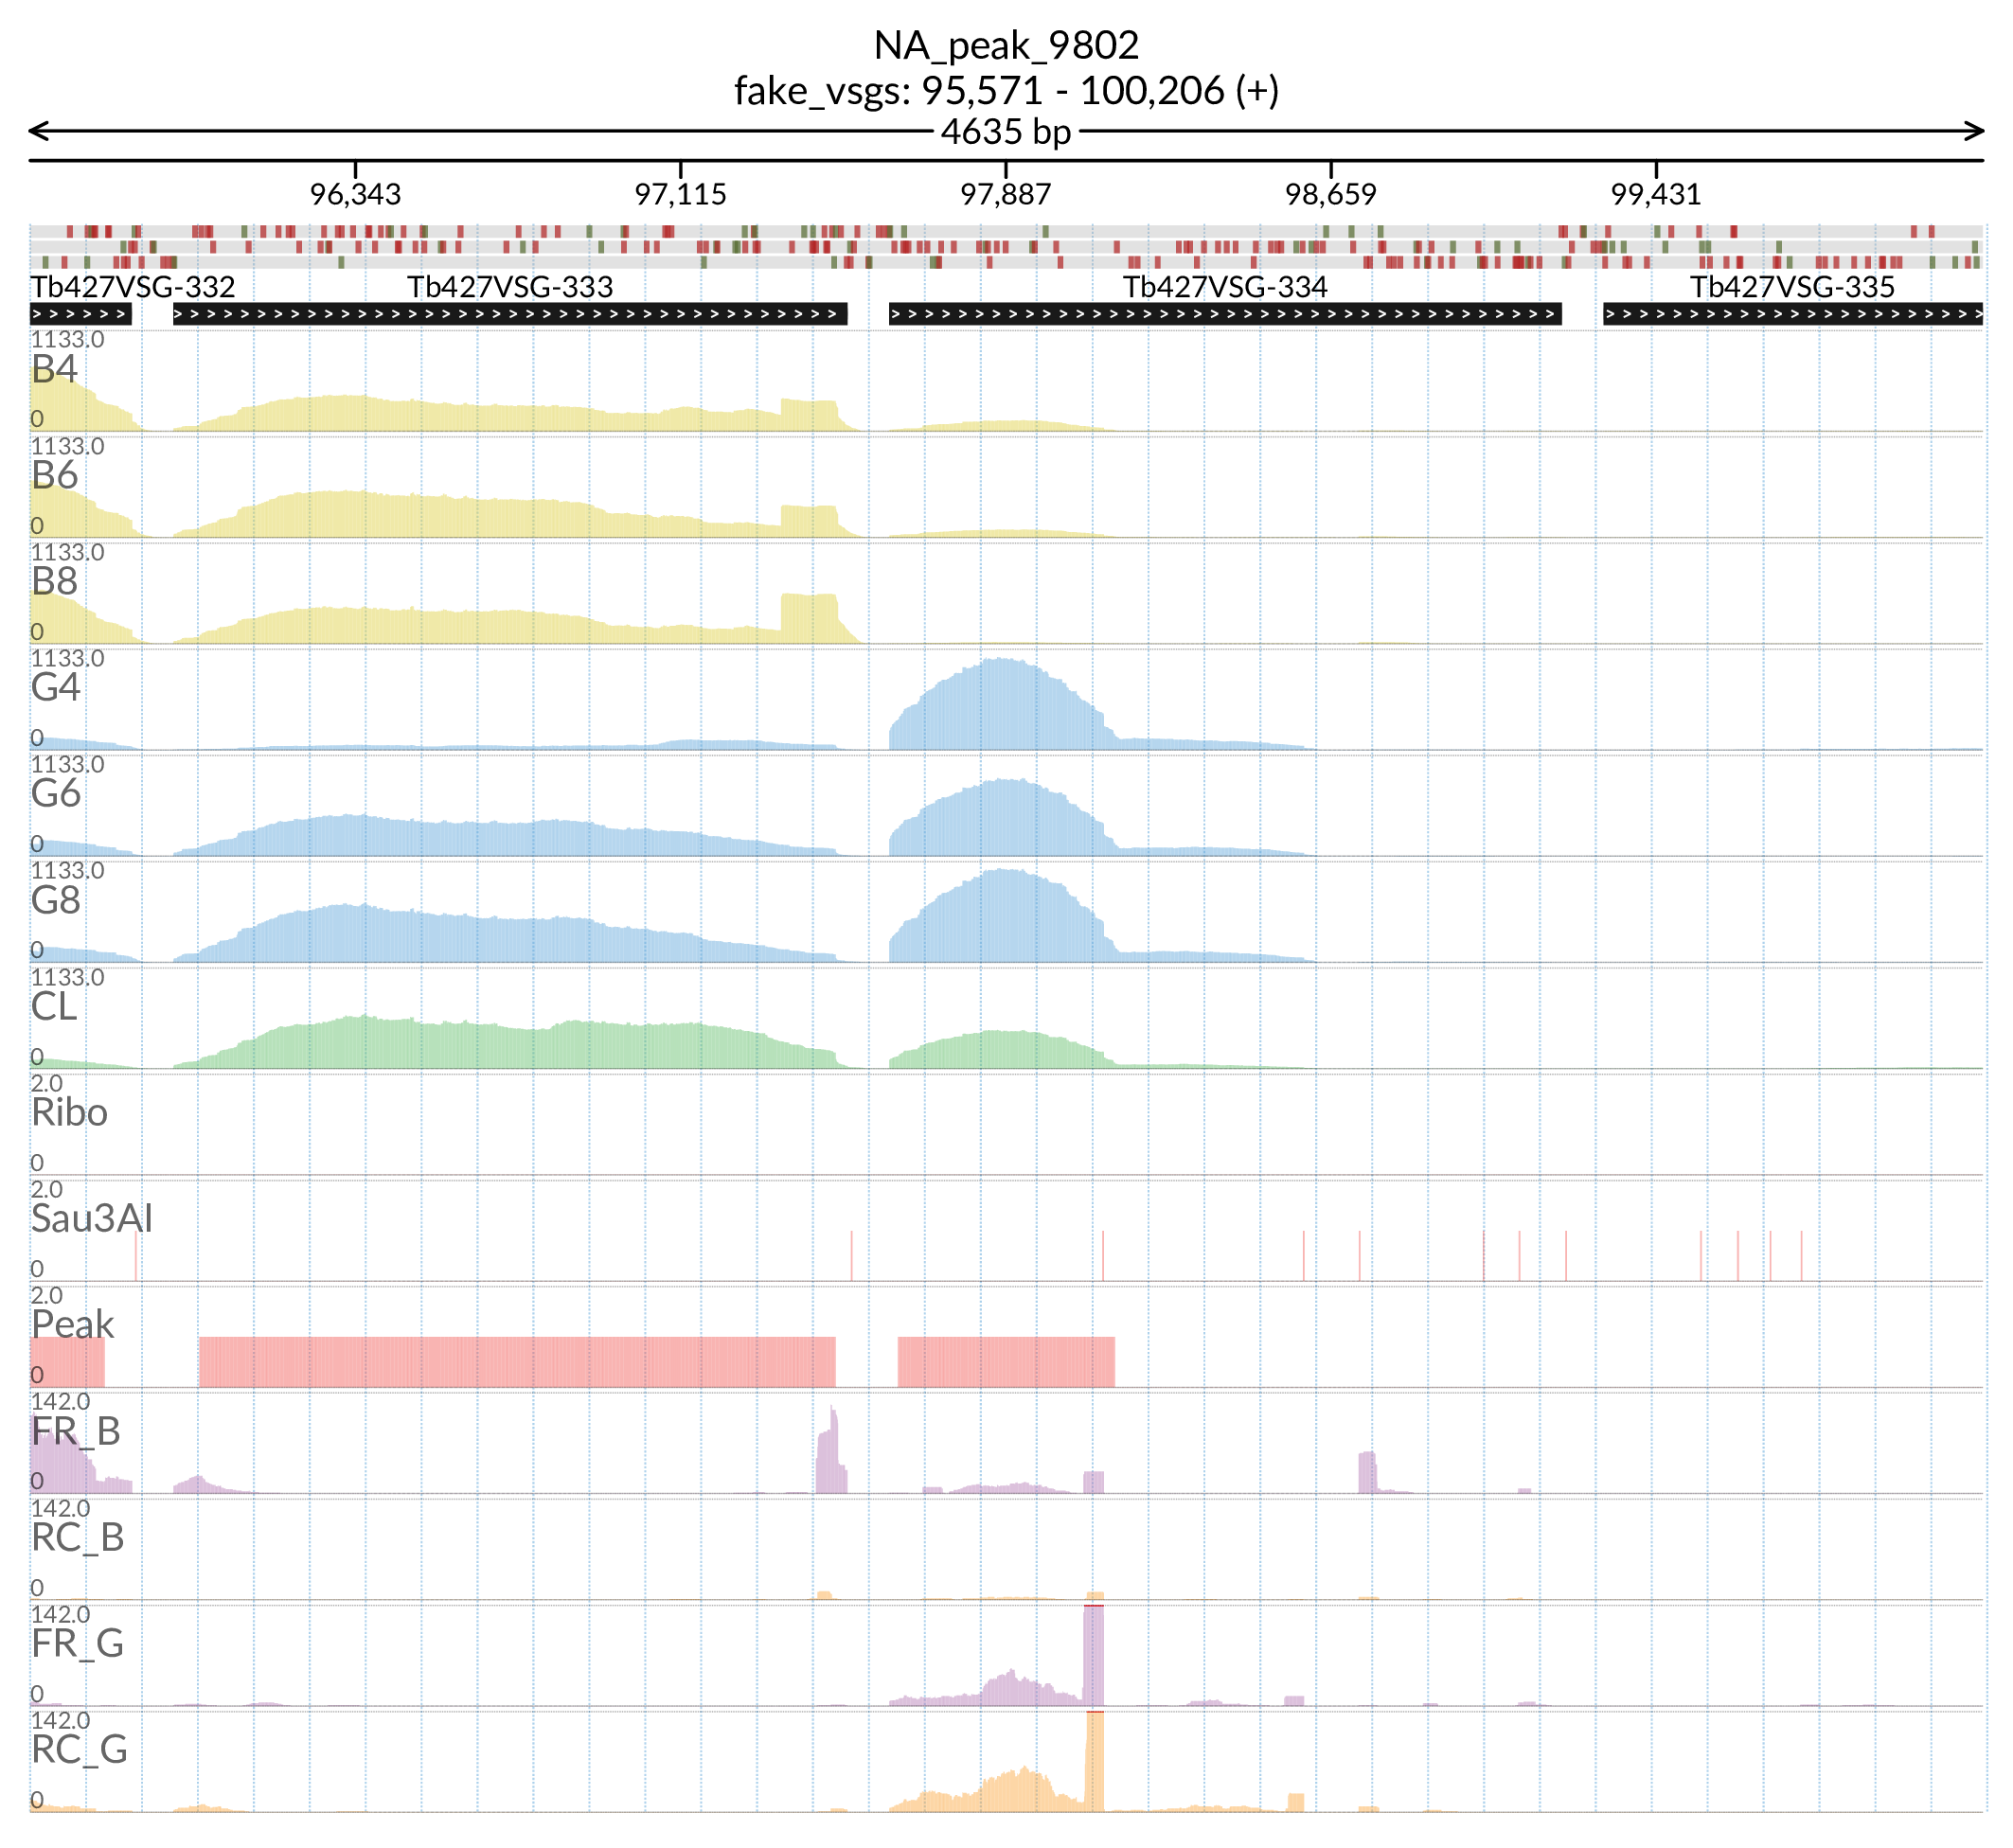 NA_peak_9802
fake_vsgs: 95,571 - 100,206 (+)
4635 bp
96,343 97,115 97,887 98,659 99,431
Tb427VSG-332 Tb427VSG-333 Tb427VSG-334 Tb427VSG-335
1133.0
B4
0
1133.0
B6
0
1133.0
B8
0
1133.0
G4
0
1133.0
G6
0
1133.0
G8
0
1133.0
CL
0
2.0
Ribo
0
2.0
Sau3AI
0
2.0
Peak
0
142.0
FR_B
0
142.0
RC_B
0
142.0
FR_G
0
142.0
RC_G
0